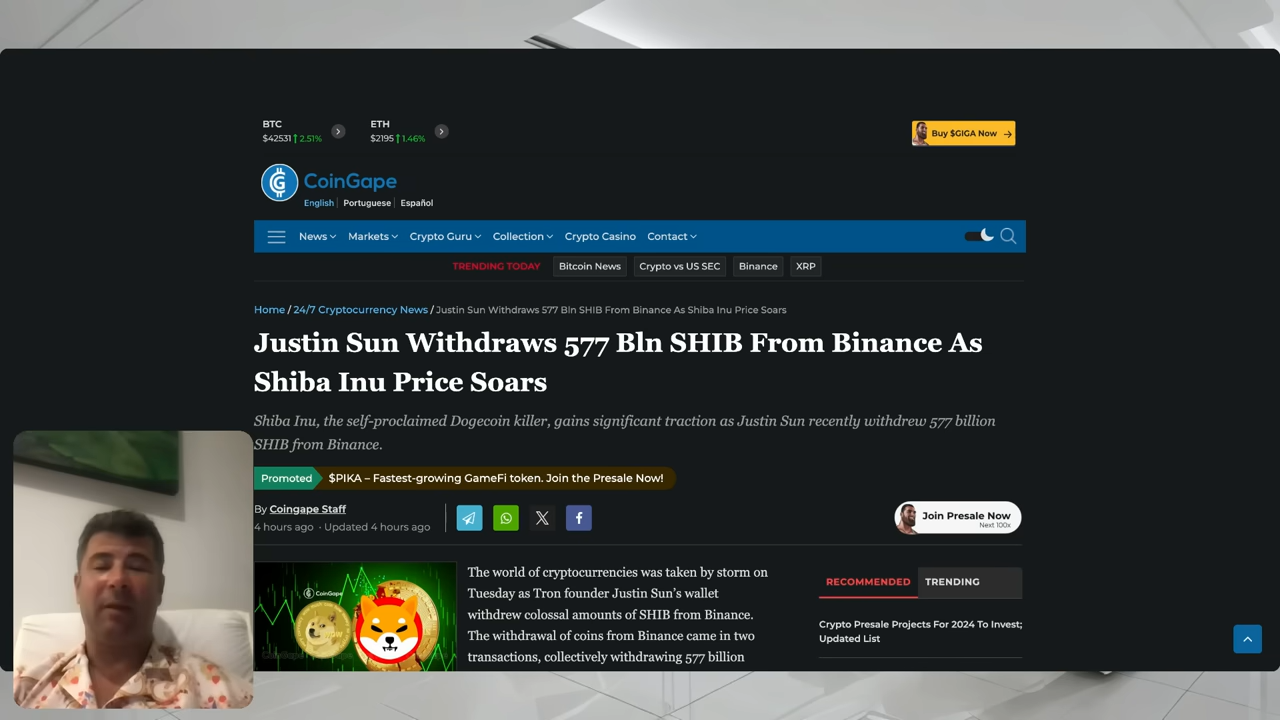 BTC
$42531 2.51%
ETH
$2195 1.46%
Buy $GIGA Now
CoinGape
English Portuguese Español
News Markets Crypto Guru Collection Crypto Casino Contact
TRENDING TODAY Bitcoin News Crypto vs US SEC Binance XRP
Home / 24/7 Cryptocurrency News / Justin Sun Withdraws 577 Bln SHIB From Binance As Shiba Inu Price Soars
Justin Sun Withdraws 577 Bln SHIB From Binance As
Shiba Inu Price Soars
Shiba Inu, the self-proclaimed Dogecoin killer, gains significant traction as Justin Sun recently withdrew 577 billion
SHIB from Binance.
Promoted $PIKA – Fastest-growing GameFi token. Join the Presale Now!
By Coingape Staff
4 hours ago · Updated 4 hours ago
Join Presale Now
Next 100x
CoinGape
The world of cryptocurrencies was taken by storm on
Tuesday as Tron founder Justin Sun's wallet
withdrew colossal amounts of SHIB from Binance.
The withdrawal of coins from Binance came in two
transactions, collectively withdrawing 577 billion
RECOMMENDED TRENDING
Crypto Presale Projects For 2024 To Invest;
Updated List